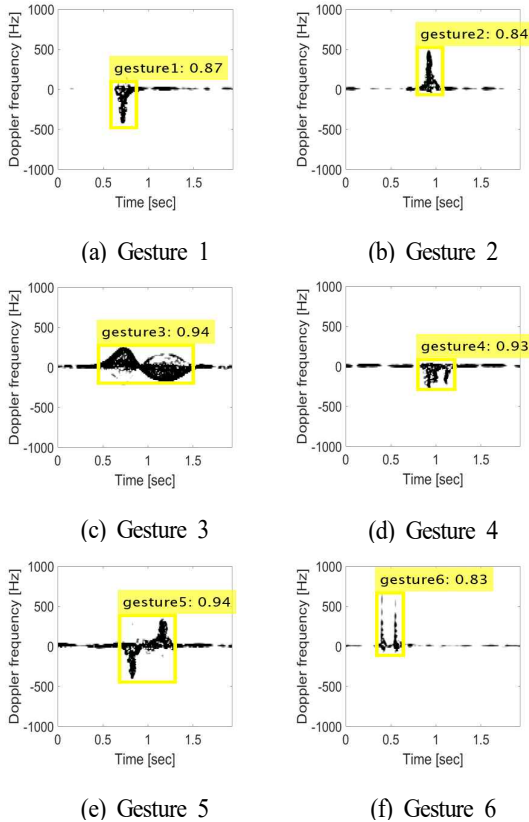 gesture1: 0.87
1000
500
0
-500
-1000
0
0.5
1
1.5
Doppler frequency [Hz]
Time [sec]
(a) Gesture 1
gesture2: 0.84
1000
500
0
-500
-1000
0
0.5
1
1.5
Doppler frequency [Hz]
Time [sec]
(b) Gesture 2
gesture3: 0.94
1000
500
0
-500
-1000
0
0.5
1
1.5
Doppler frequency [Hz]
Time [sec]
(c) Gesture 3
gesture4: 0.93
1000
500
0
-500
-1000
0
0.5
1
1.5
Doppler frequency [Hz]
Time [sec]
(d) Gesture 4
gesture5: 0.94
1000
500
0
-500
-1000
0
0.5
1
1.5
Doppler frequency [Hz]
Time [sec]
(e) Gesture 5
gesture6: 0.83
1000
500
0
-500
-1000
0
0.5
1
1.5
Doppler frequency [Hz]
Time [sec]
(f) Gesture 6